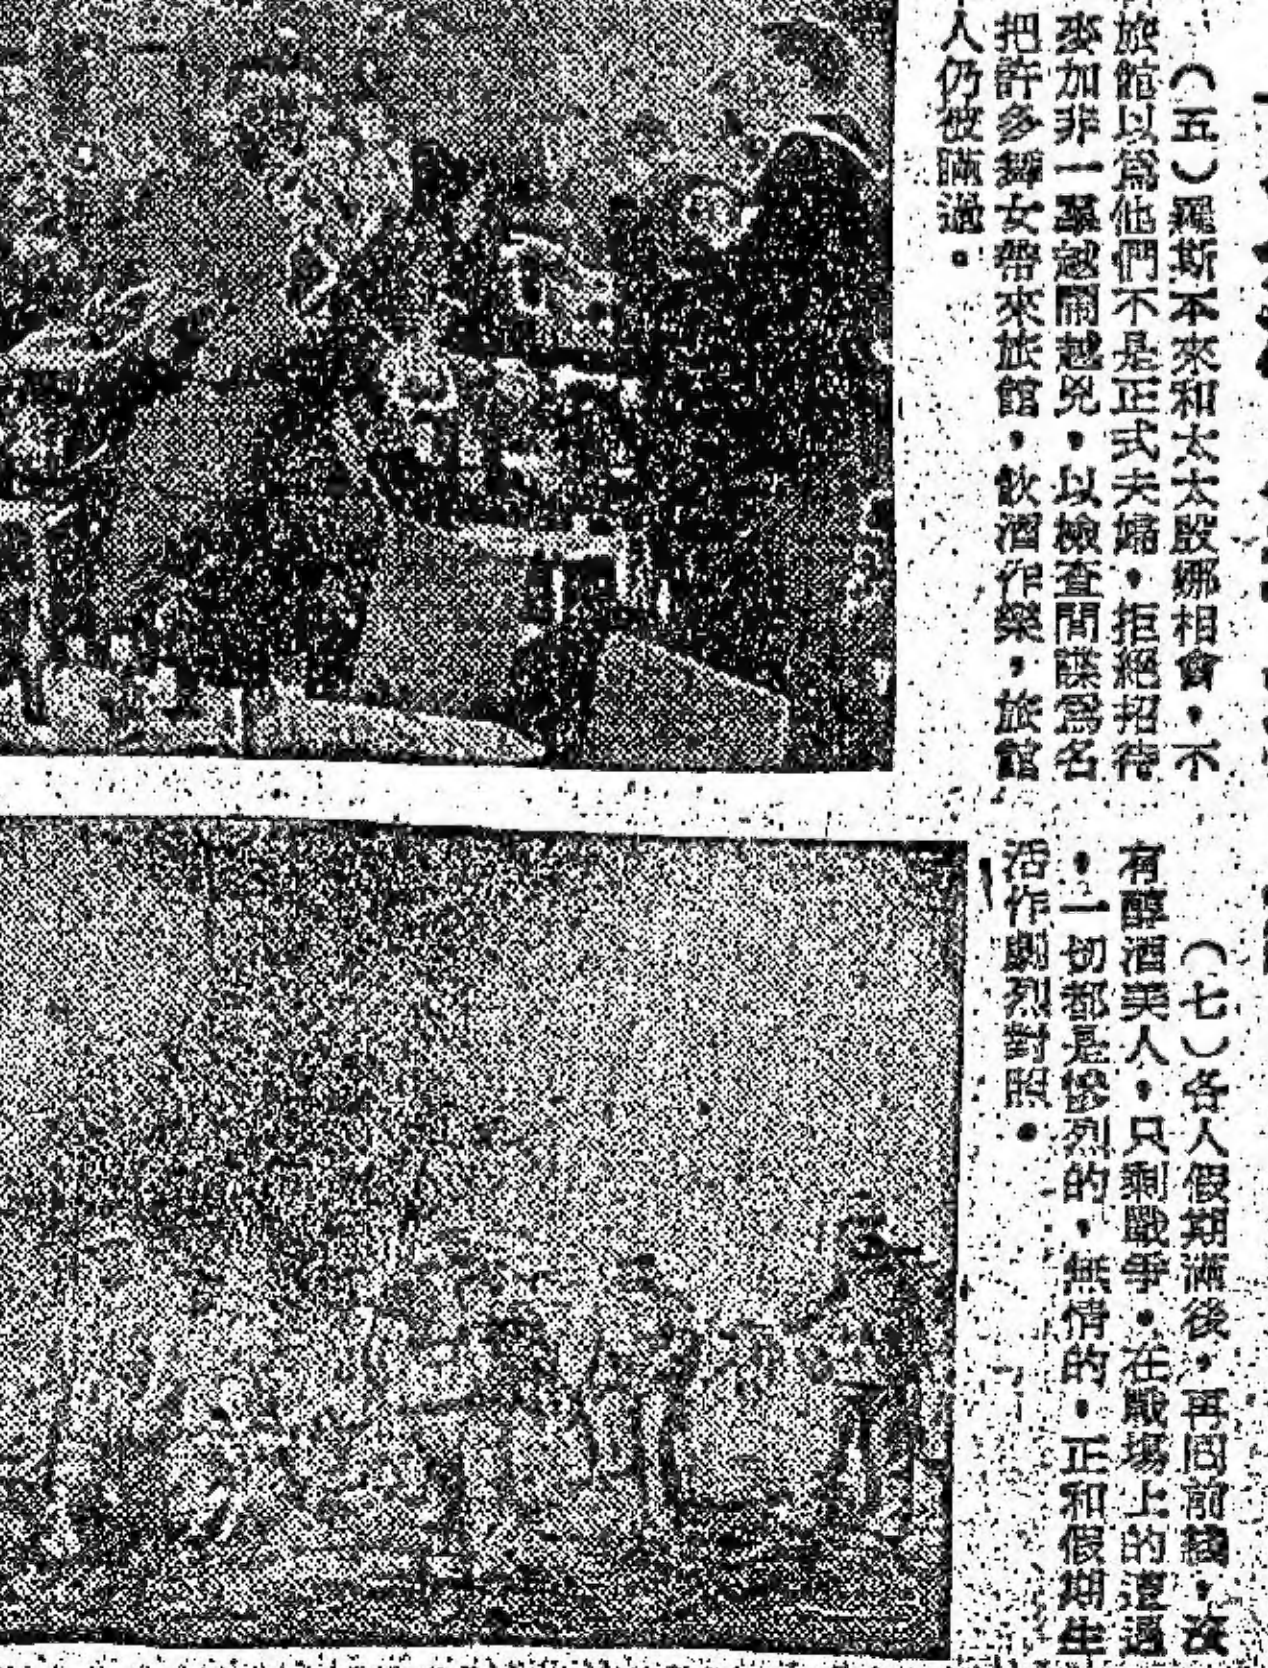 （五）羅斯本來和太太殷娜相會，不
旅館以爲他們不是正式夫婦，拒絕招待
麥加非一羣越鬧越兇，以檢查間諜爲名
把許多舞女帶來旅館，飲酒作樂，旅館
人仍被瞞過。
（七）各人假期滿後，再回前綫，沒
有醇酒美人，只剩戰爭。在戰場上的遭遇
，一切都是慘烈的，無情的，正和假期生
活作劇烈對照。